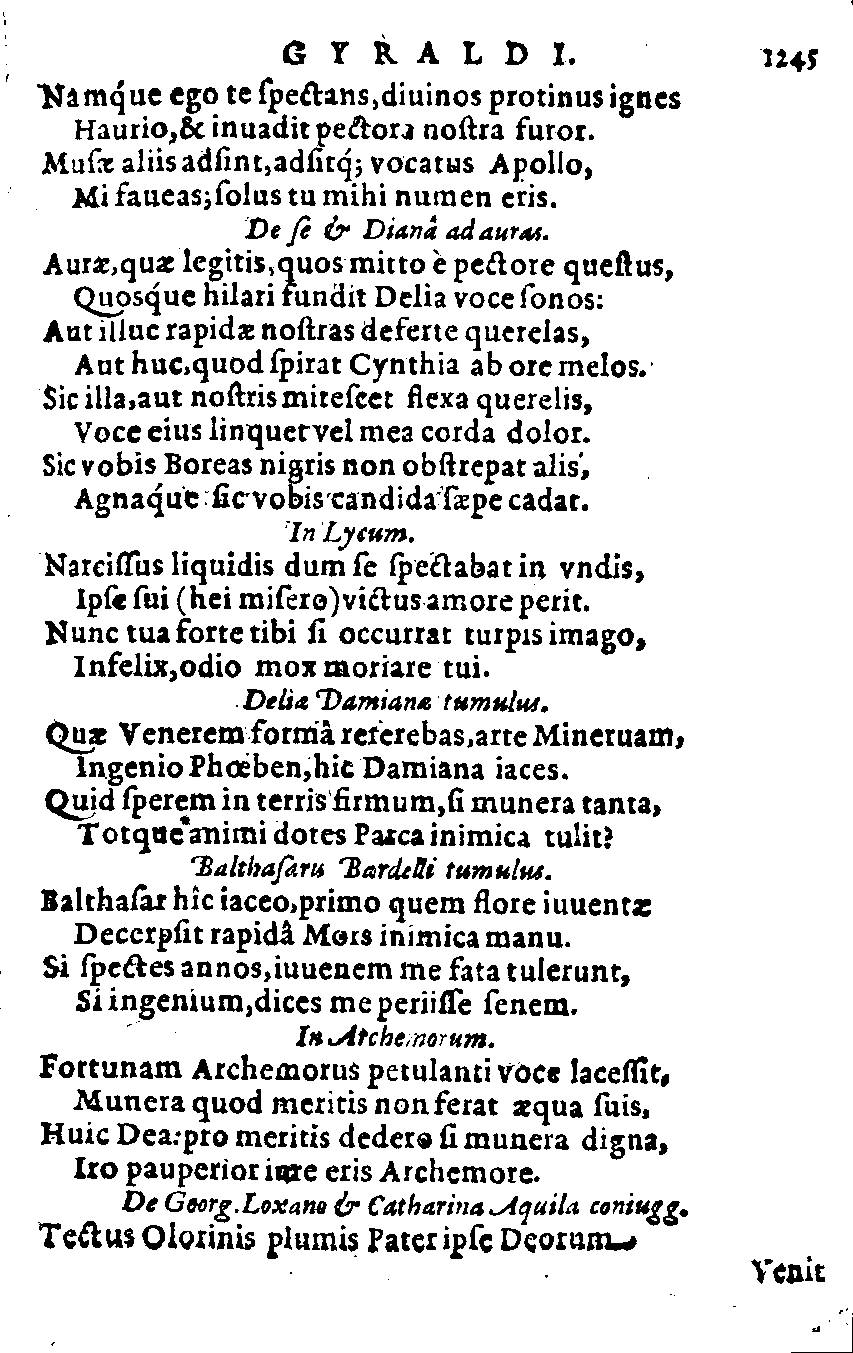 GYRALDI. 1245
Namq́ue ego te ſpectans,diuinos protinus ignes
Haurio,& inuadit pectora noſtra furor.
Muſæ aliis adſint,adſitq́; vocatus Apollo,
Mi faueas;ſolus tu mihi numen eris.
De ſe & Dianâ ad auras.
Auræ,quæ legitis,quos mitto è pectore queſtus,
Quosq́ue hilari fundit Delia voce ſonos:
Aut illuc rapidæ noſtras deferte querelas,
Aut huc,quod ſpirat Cynthia ab ore melos.
Sic illa,aut noſtris miteſcet flexa querelis,
Voce eius linquet vel mea corda dolor.
Sic vobis Boreas nigris non obſtrepat alis,
Agnaq́ue ſic vobis candida ſæpe cadat.
In Lycum.
Narciſſus liquidis dum ſe ſpectabat in vndis,
Ipſe ſui (hei miſero)victus amore perit.
Nunc tua forte tibi ſi occurrat turpis imago,
Infelix,odio mox moriare tui.
Deliæ Damianæ tumulus.
Quæ Venerem formâ referebas,arte Mineruam,
Ingenio Phœben,hîc Damiana iaces.
Quid ſperem in terris firmum,ſi munera tanta,
Totque animi dotes Parca inimica tulit?
Balthaſaris Bardelli tumulus.
Balthaſar hîc iaceo,primo quem flore iuuentæ
Decerpſit rapidâ Mors inimica manu.
Si ſpectes annos,iuuenem me fata tulerunt,
Si ingenium,dices me periiſſe ſenem.
In Archemorum.
Fortunam Archemorus petulanti voce laceſſit,
Munera quod meritis non ferat æqua ſuis,
Huic Dea:pro meritis dedero ſi munera digna,
Iro pauperior iure eris Archemore.
De Georg.Loxano & Catharina Aquila coniugg.
Tectus Olorinis plumis Pater ipſe Deorum
Venit